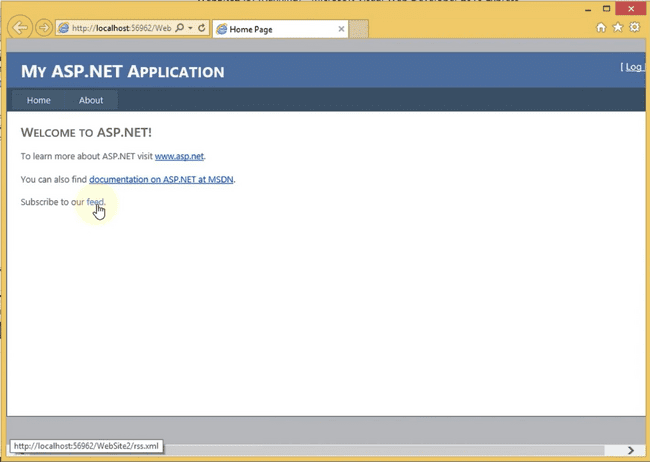 http://localhost:56962/Web
Home Page
MY ASP.NET APPLICATION
[ Log
Home
About
WELCOME TO ASP.NET!
To learn more about ASP.NET visit www.asp.net.
You can also find documentation on ASP.NET at MSDN.
Subscribe to our feed.
http://localhost:56962/WebSite2/rss.xml